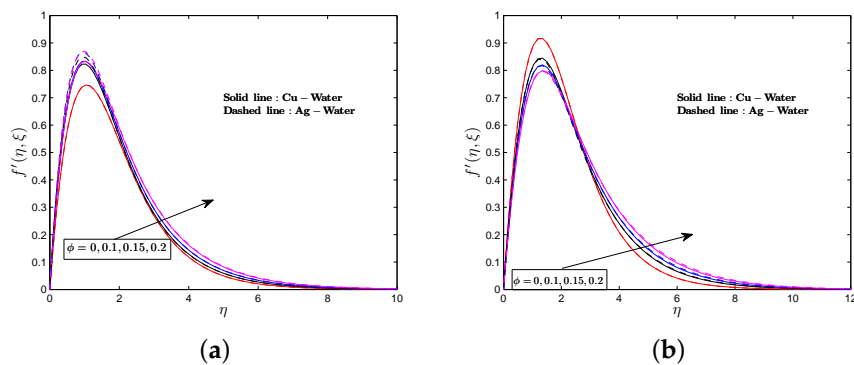 1
0.9
0.8
0.7
0.6
0.5
0.4
0.3
0.2
0.1
0
f′(η, ξ)
Solid line : Cu − Water
Dashed line : Ag − Water
ϕ = 0, 0.1, 0.15, 0.2
0 2 4 6 8 10
η
(a)
1
0.9
0.8
0.7
0.6
0.5
0.4
0.3
0.2
0.1
0
f′(η, ξ)
Solid line : Cu − Water
Dashed line : Ag − Water
ϕ = 0, 0.1, 0.15, 0.2
0 2 4 6 8 10 12
η
(b)